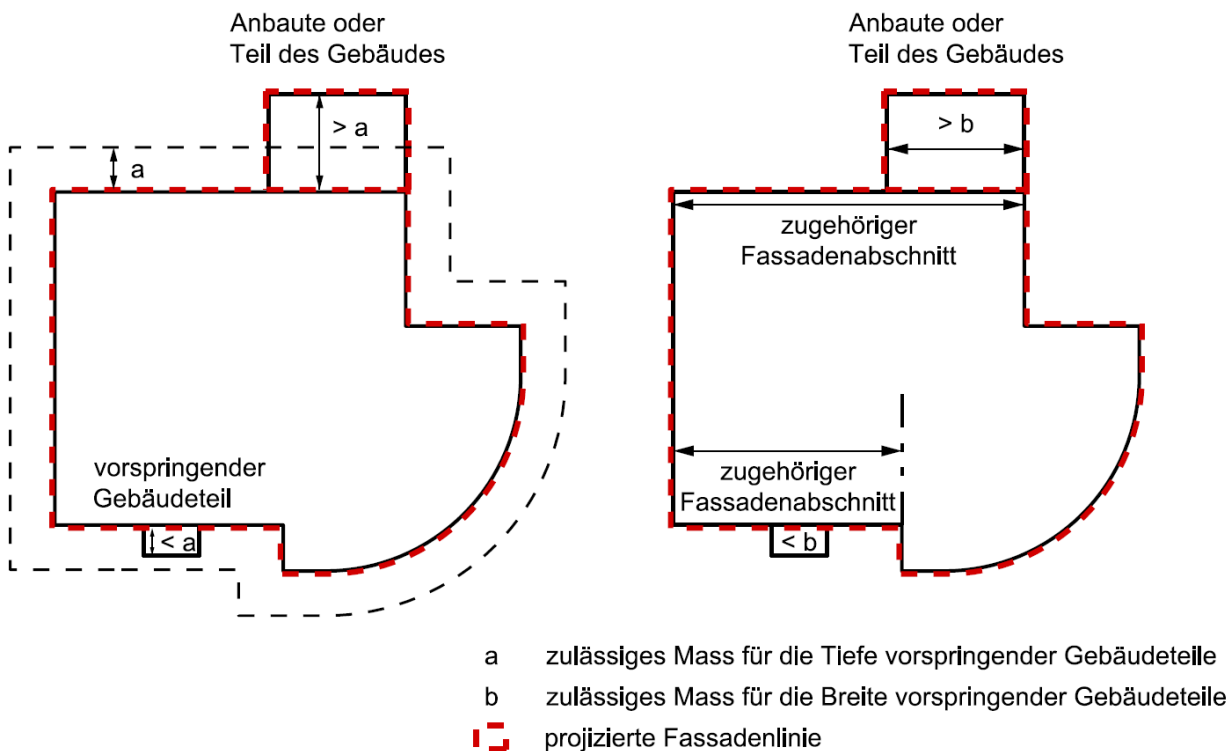 Anbaute oder
Teil des Gebäudes
> a
a
vorspringender
Gebäudeteil
< a
Anbaute oder
Teil des Gebäudes
> b
zugehöriger
Fassadenabschnitt
zugehöriger
Fassadenabschnitt
< b
a zulässiges Mass für die Tiefe vorspringender Gebäudeteile
b zulässiges Mass für die Breite vorspringender Gebäudeteile
projizierte Fassadenlinie